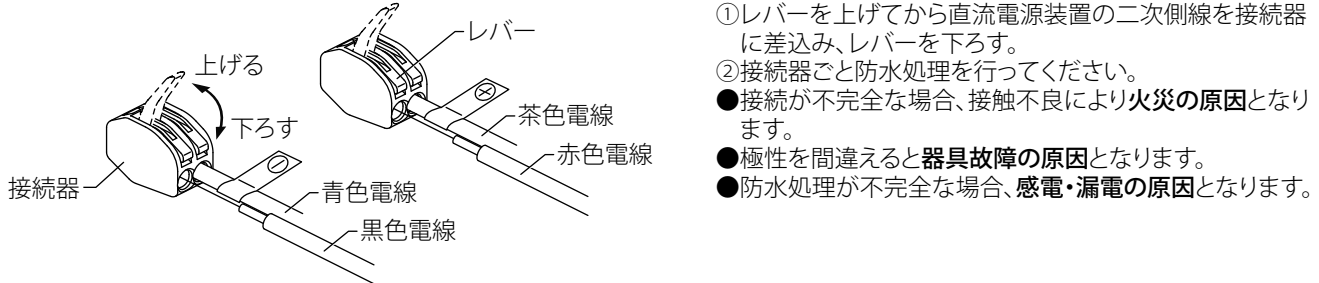 レバー
上げる
下ろす
茶色電線
赤色電線
接続器
青色電線
黒色電線
⊕
⊖
①レバーを上げてから直流電源装置の二次側線を接続器
に差込み、レバーを下ろす。
②接続器ごと防水処理を行ってください。
●接続が不完全な場合、接触不良により火災の原因となり
ます。
●極性を間違えると器具故障の原因となります。
●防水処理が不完全な場合、感電・漏電の原因となります。